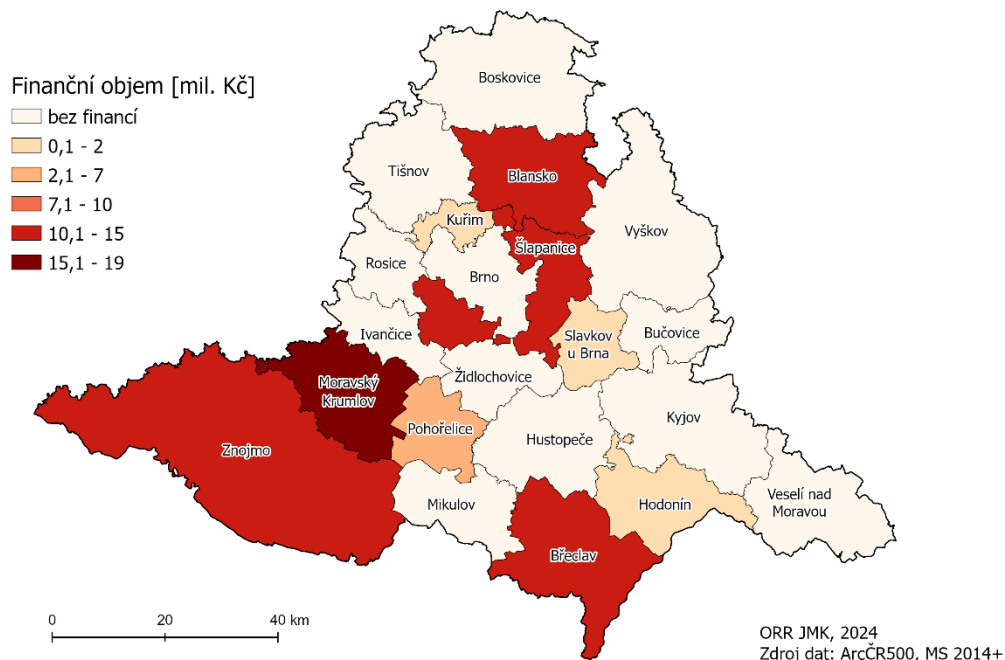 Finanční objem [mil. Kč]
bez financí
0,1 - 2
2,1 - 7
7,1 - 10
10,1 - 15
15,1 - 19
Boskovice
Tišnov
Blansko
Kuřim
Vyškov
Šlapanice
Rosice
Brno
Ivančice
Slavkov
u Brna
Bučovice
Židlochovice
Moravský
Krumlov
Pohořelice
Kyjov
Hustopeče
Znojmo
Mikulov
Hodonín
Veselí nad
Moravou
Břeclav
0 20 40 km
ORR JMK, 2024
Zdroj dat: ArcČR500, MS 2014+